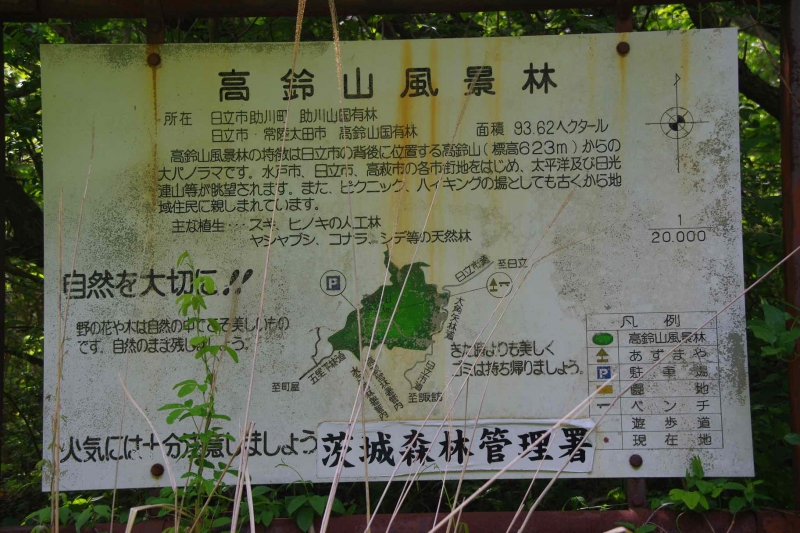 高鈴山風景林
所在 日立市助川町 助川山国有林
日立市・常陸太田市 高鈴山国有林 面積 93.62ヘクタール
高鈴山風景林の特徴は日立市の背後に位置する高鈴山(標高623m)からの
大パノラマです。水戸市、日立市、高萩市の各市街地をはじめ、太平洋及び日光
連山等が眺望されます。また、ピクニック、ハイキングの場としても古くから地
域住民に親しまれています。
主な植生・・・スギ、ヒノキの人工林
ヤシャブシ、コナラ、シデ等の天然林
1
20.000
自然を大切に!!
野の花や木は自然の中でこそ美しいもの
です。自然のまま残しましょう。
P
日立市道
至日立
至町屋
五里平林道
至諏訪
きた時よりも美しく
ゴミは持ち帰りましょう。
凡例
高鈴山風景林
あずまや
P 駐車場
園地
ベンチ
遊歩道
現在地
火気には十分注意しましょう
茨城森林管理署